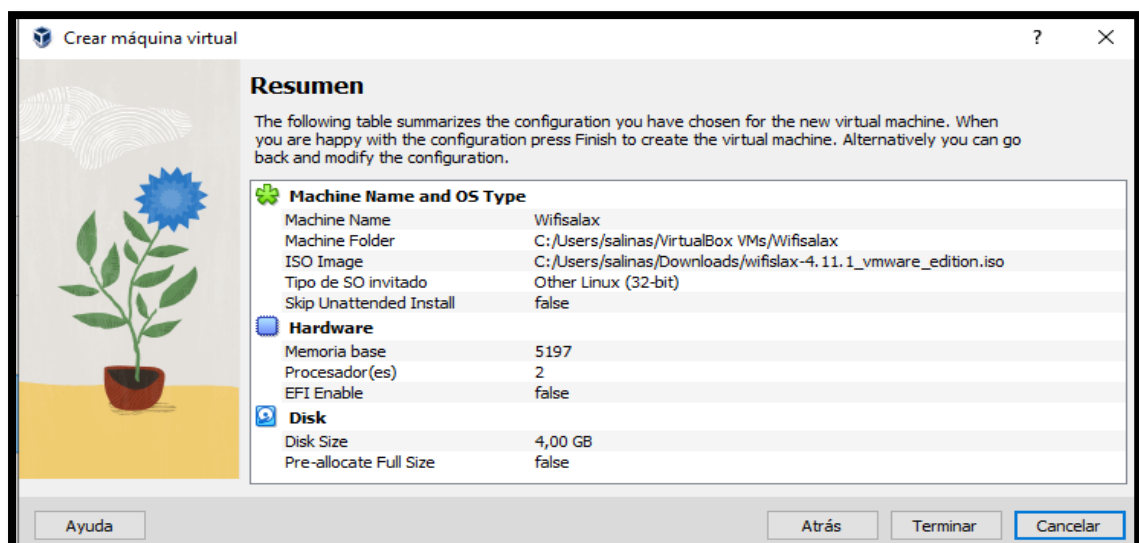 Crear máquina virtual
?
Resumen
The following table summarizes the configuration you have chosen for the new virtual machine. When
you are happy with the configuration press Finish to create the virtual machine. Alternatively you can go
back and modify the configuration.
Machine Name and OS Type
Machine Name Wifisalax
Machine Folder C:/Users/salinas/VirtualBox VMs/Wifisalax
ISO Image C:/Users/salinas/Downloads/wifislax-4.11.1_vmware_edition.iso
Tipo de SO invitado Other Linux (32-bit)
Skip Unattended Install false
Hardware
Memoria base 5197
Procesador(es) 2
EFI Enable false
Disk
Disk Size 4,00 GB
Pre-allocate Full Size false
Ayuda Atrás Terminar Cancelar